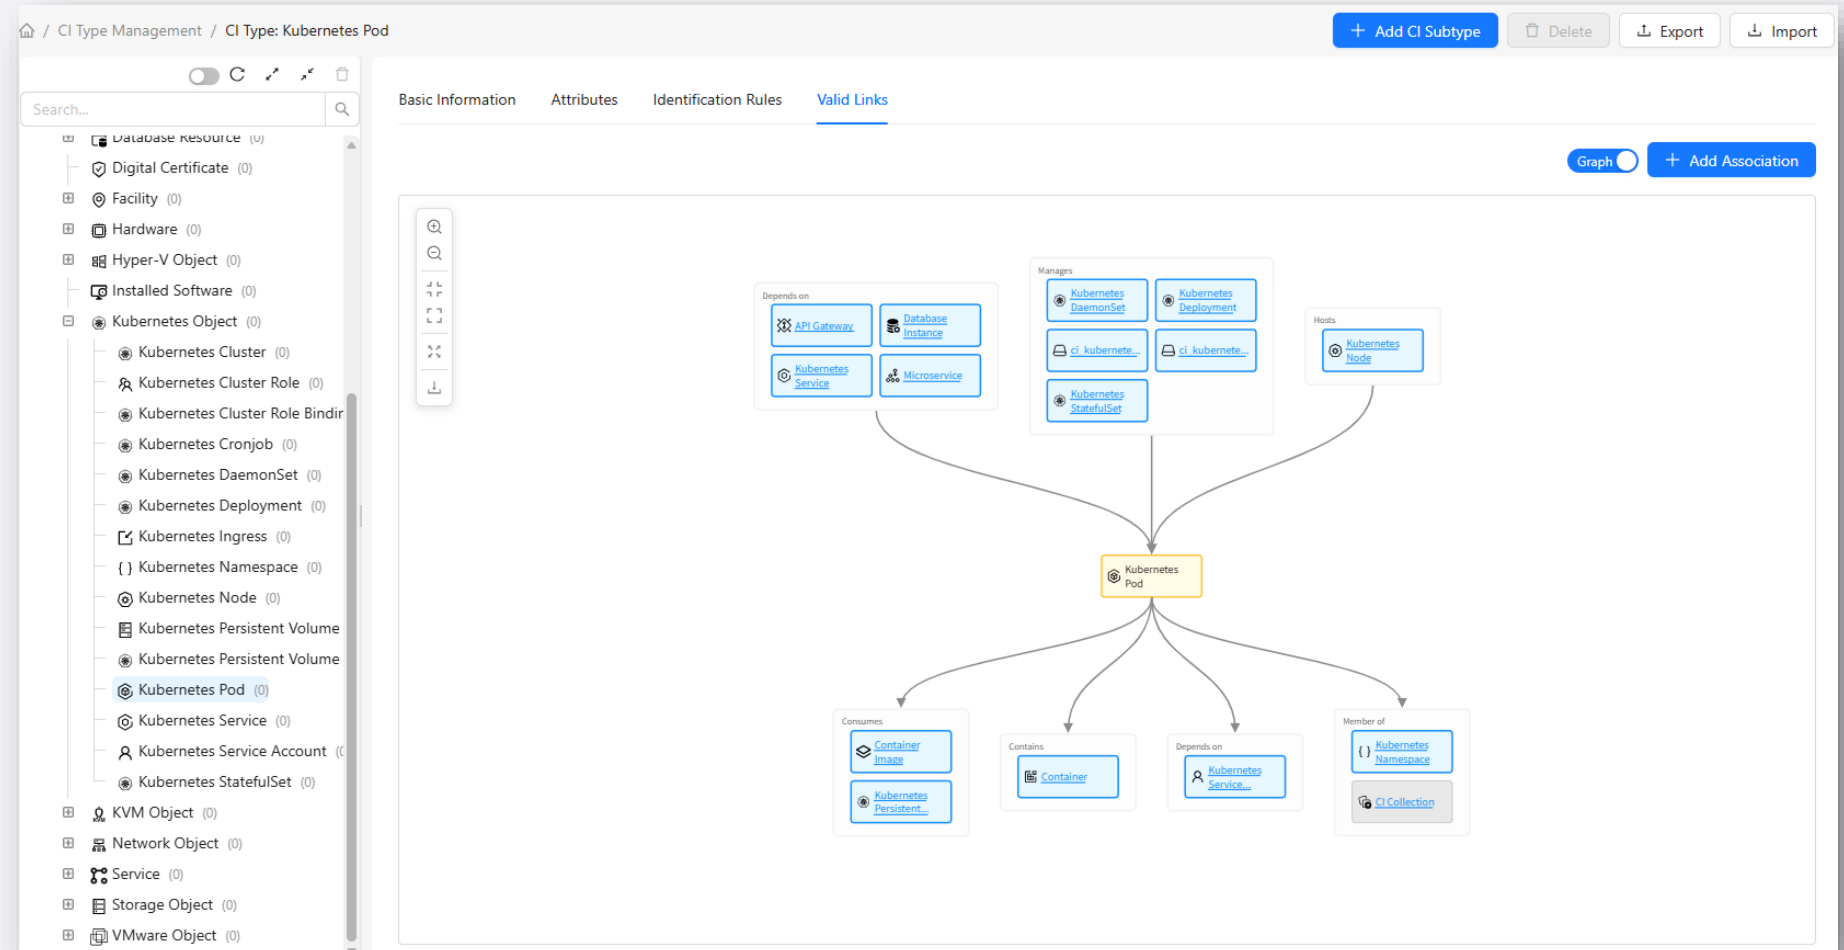 / CI Type Management / CI Type: Kubernetes Pod
+ Add CI Subtype
Delete
Export
Import
Search...
Basic Information
Attributes
Identification Rules
Valid Links
Graph
+ Add Association
Database Resource (0)
Digital Certificate (0)
Facility (0)
Hardware (0)
Hyper-V Object (0)
Installed Software (0)
Kubernetes Object (0)
Kubernetes Cluster (0)
Kubernetes Cluster Role (0)
Kubernetes Cluster Role Bindin
Kubernetes Cronjob (0)
Kubernetes DaemonSet (0)
Kubernetes Deployment (0)
Kubernetes Ingress (0)
Kubernetes Namespace (0)
Kubernetes Node (0)
Kubernetes Persistent Volume
Kubernetes Persistent Volume
Kubernetes Pod (0)
Kubernetes Service (0)
Kubernetes Service Account (0
Kubernetes StatefulSet (0)
KVM Object (0)
Network Object (0)
Service (0)
Storage Object (0)
VMware Object (0)
Depends on
API Gateway
Database
Instance
Kubernetes
Service
Microservice
Manages
Kubernetes
DaemonSet
Kubernetes
Deployment
ci_kubernete...
ci_kubernete...
Kubernetes
StatefulSet
Hosts
Kubernetes
Node
Kubernetes
Pod
Consumes
Container
Image
Kubernetes
Persistent...
Contains
Container
Depends on
Kubernetes
Service...
Member of
Kubernetes
Namespace
CI Collection